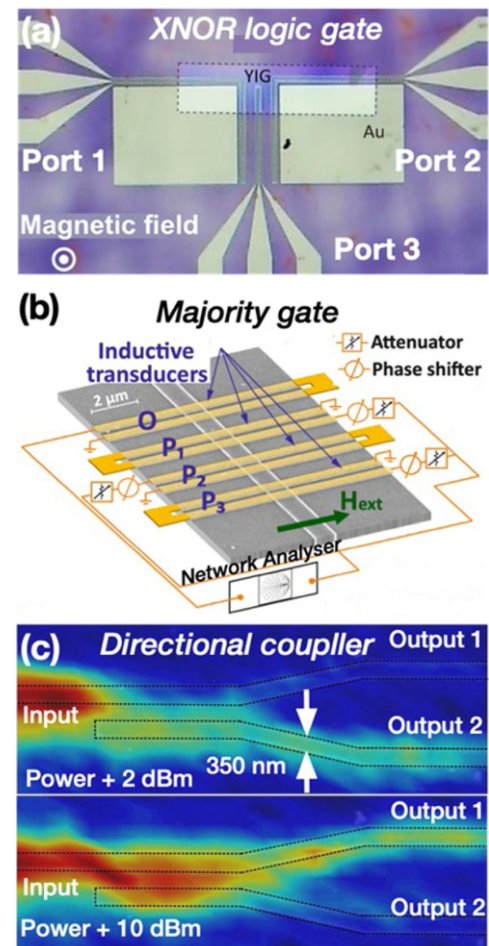 (a) XNOR logic gate
YIG
Au
Port 1
Port 2
Magnetic field
Port 3
(b) Majority gate
Inductive
transducers
Attenuator
Phase shifter
2 μm
O
P1
P2
P3
Hext
Network Analyser
(c) Directional coupller
Output 1
Input
Output 2
350 nm
Power + 2 dBm
Output 1
Input
Output 2
Power + 10 dBm